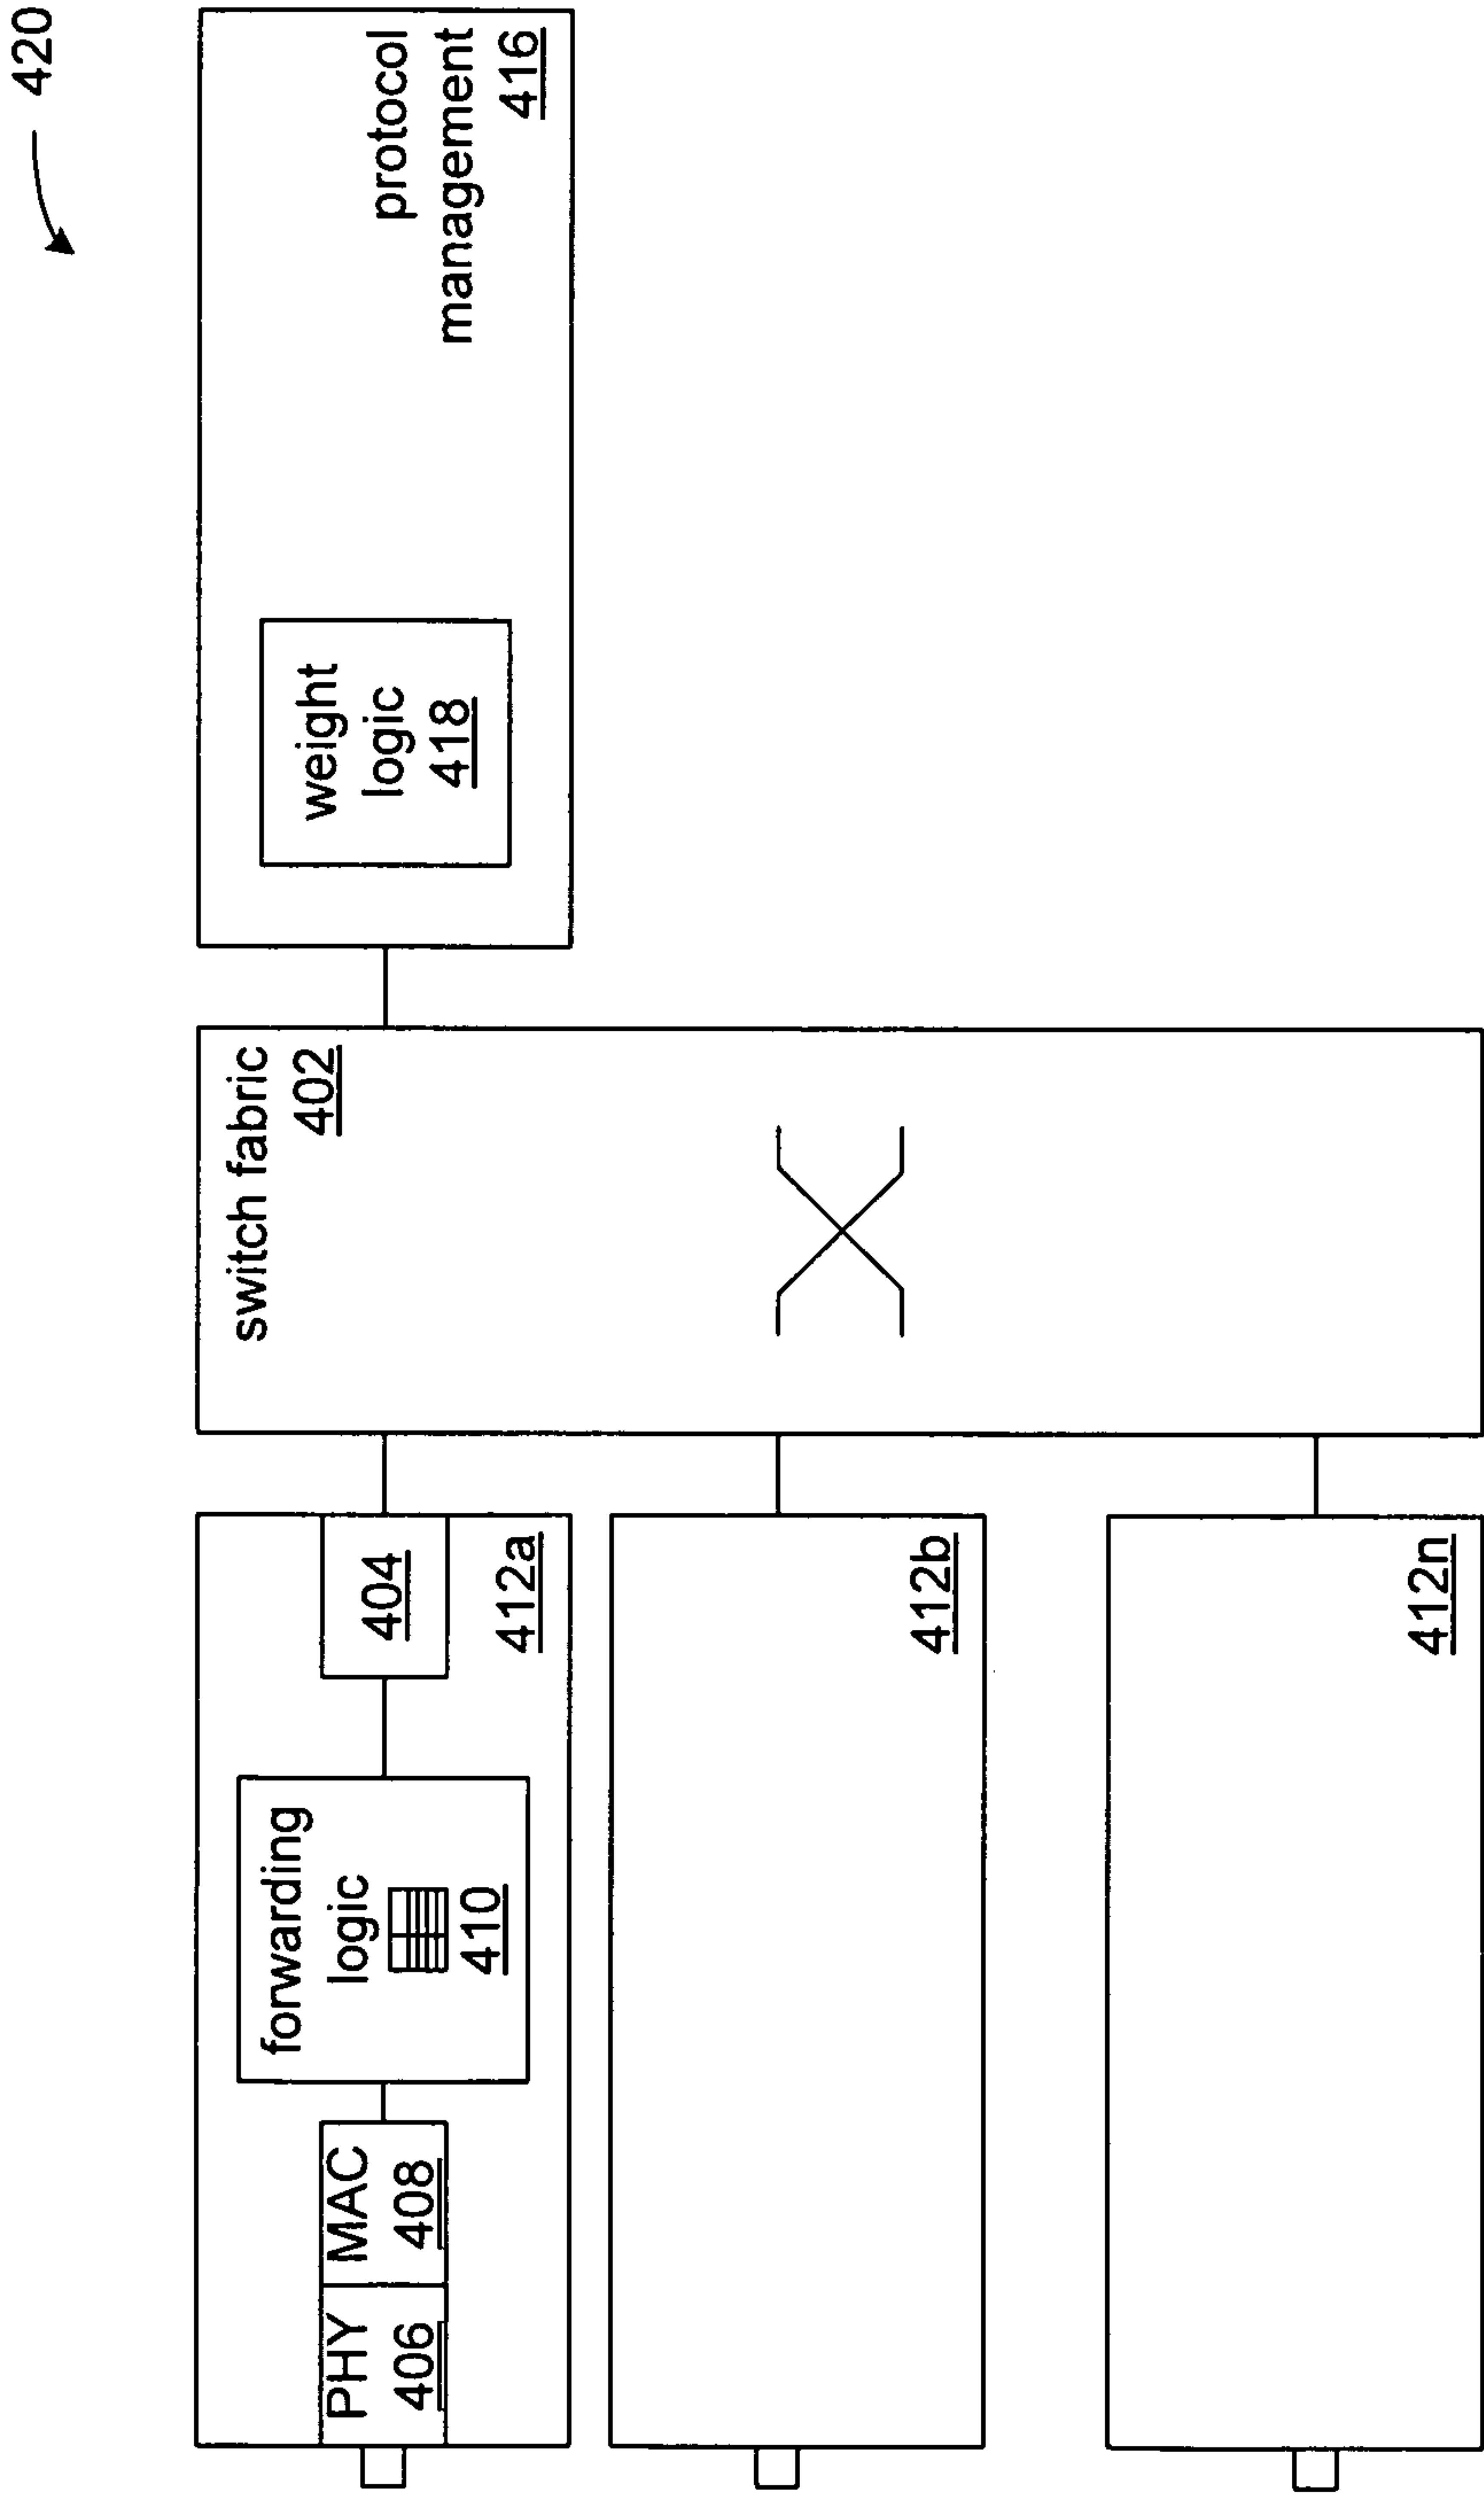 420
PHY
406
MAC
408
forwarding
logic
410
404
412a
412b
412n
switch fabric
402
weight
logic
418
protocol
management
416